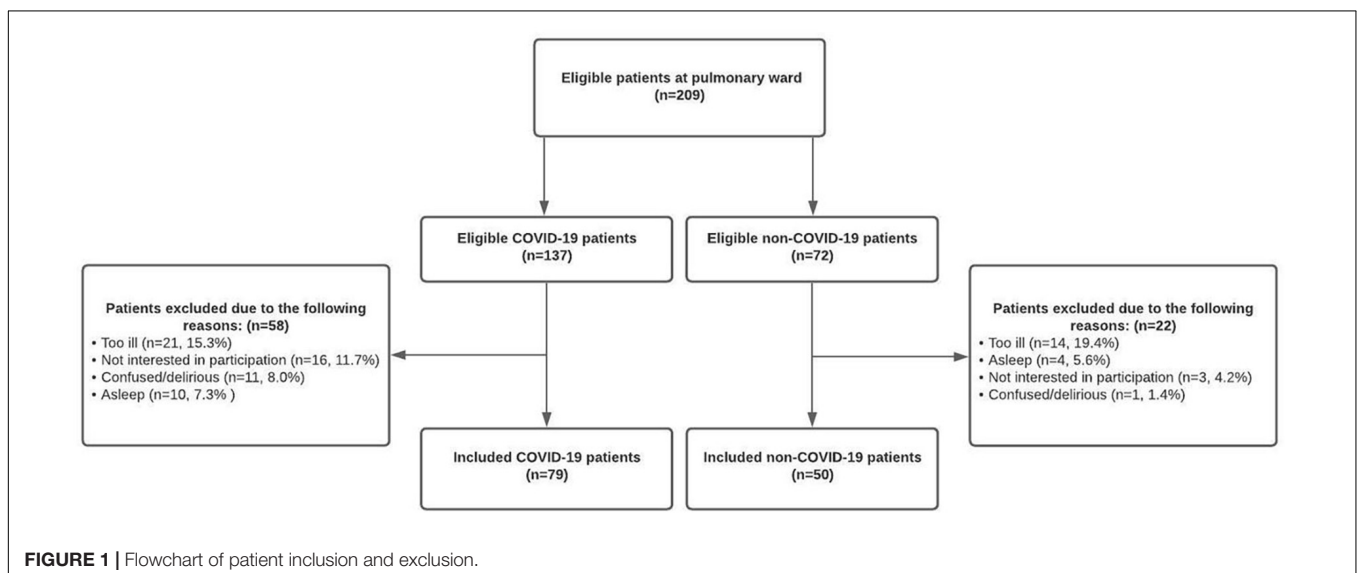 Eligible patients at pulmonary ward
(n=209)
Eligible COVID-19 patients
(n=137)
Eligible non-COVID-19 patients
(n=72)
Patients excluded due to the following
reasons: (n=58)
• Too ill (n=21, 15.3%)
• Not interested in participation (n=16, 11.7%)
• Confused/delirious (n=11, 8.0%)
• Asleep (n=10, 7.3% )
Patients excluded due to the following
reasons: (n=22)
• Too ill (n=14, 19.4%)
• Asleep (n=4, 5.6%)
• Not interested in participation (n=3, 4.2%)
• Confused/delirious (n=1, 1.4%)
Included COVID-19 patients
(n=79)
Included non-COVID-19 patients
(n=50)
FIGURE 1 | Flowchart of patient inclusion and exclusion.